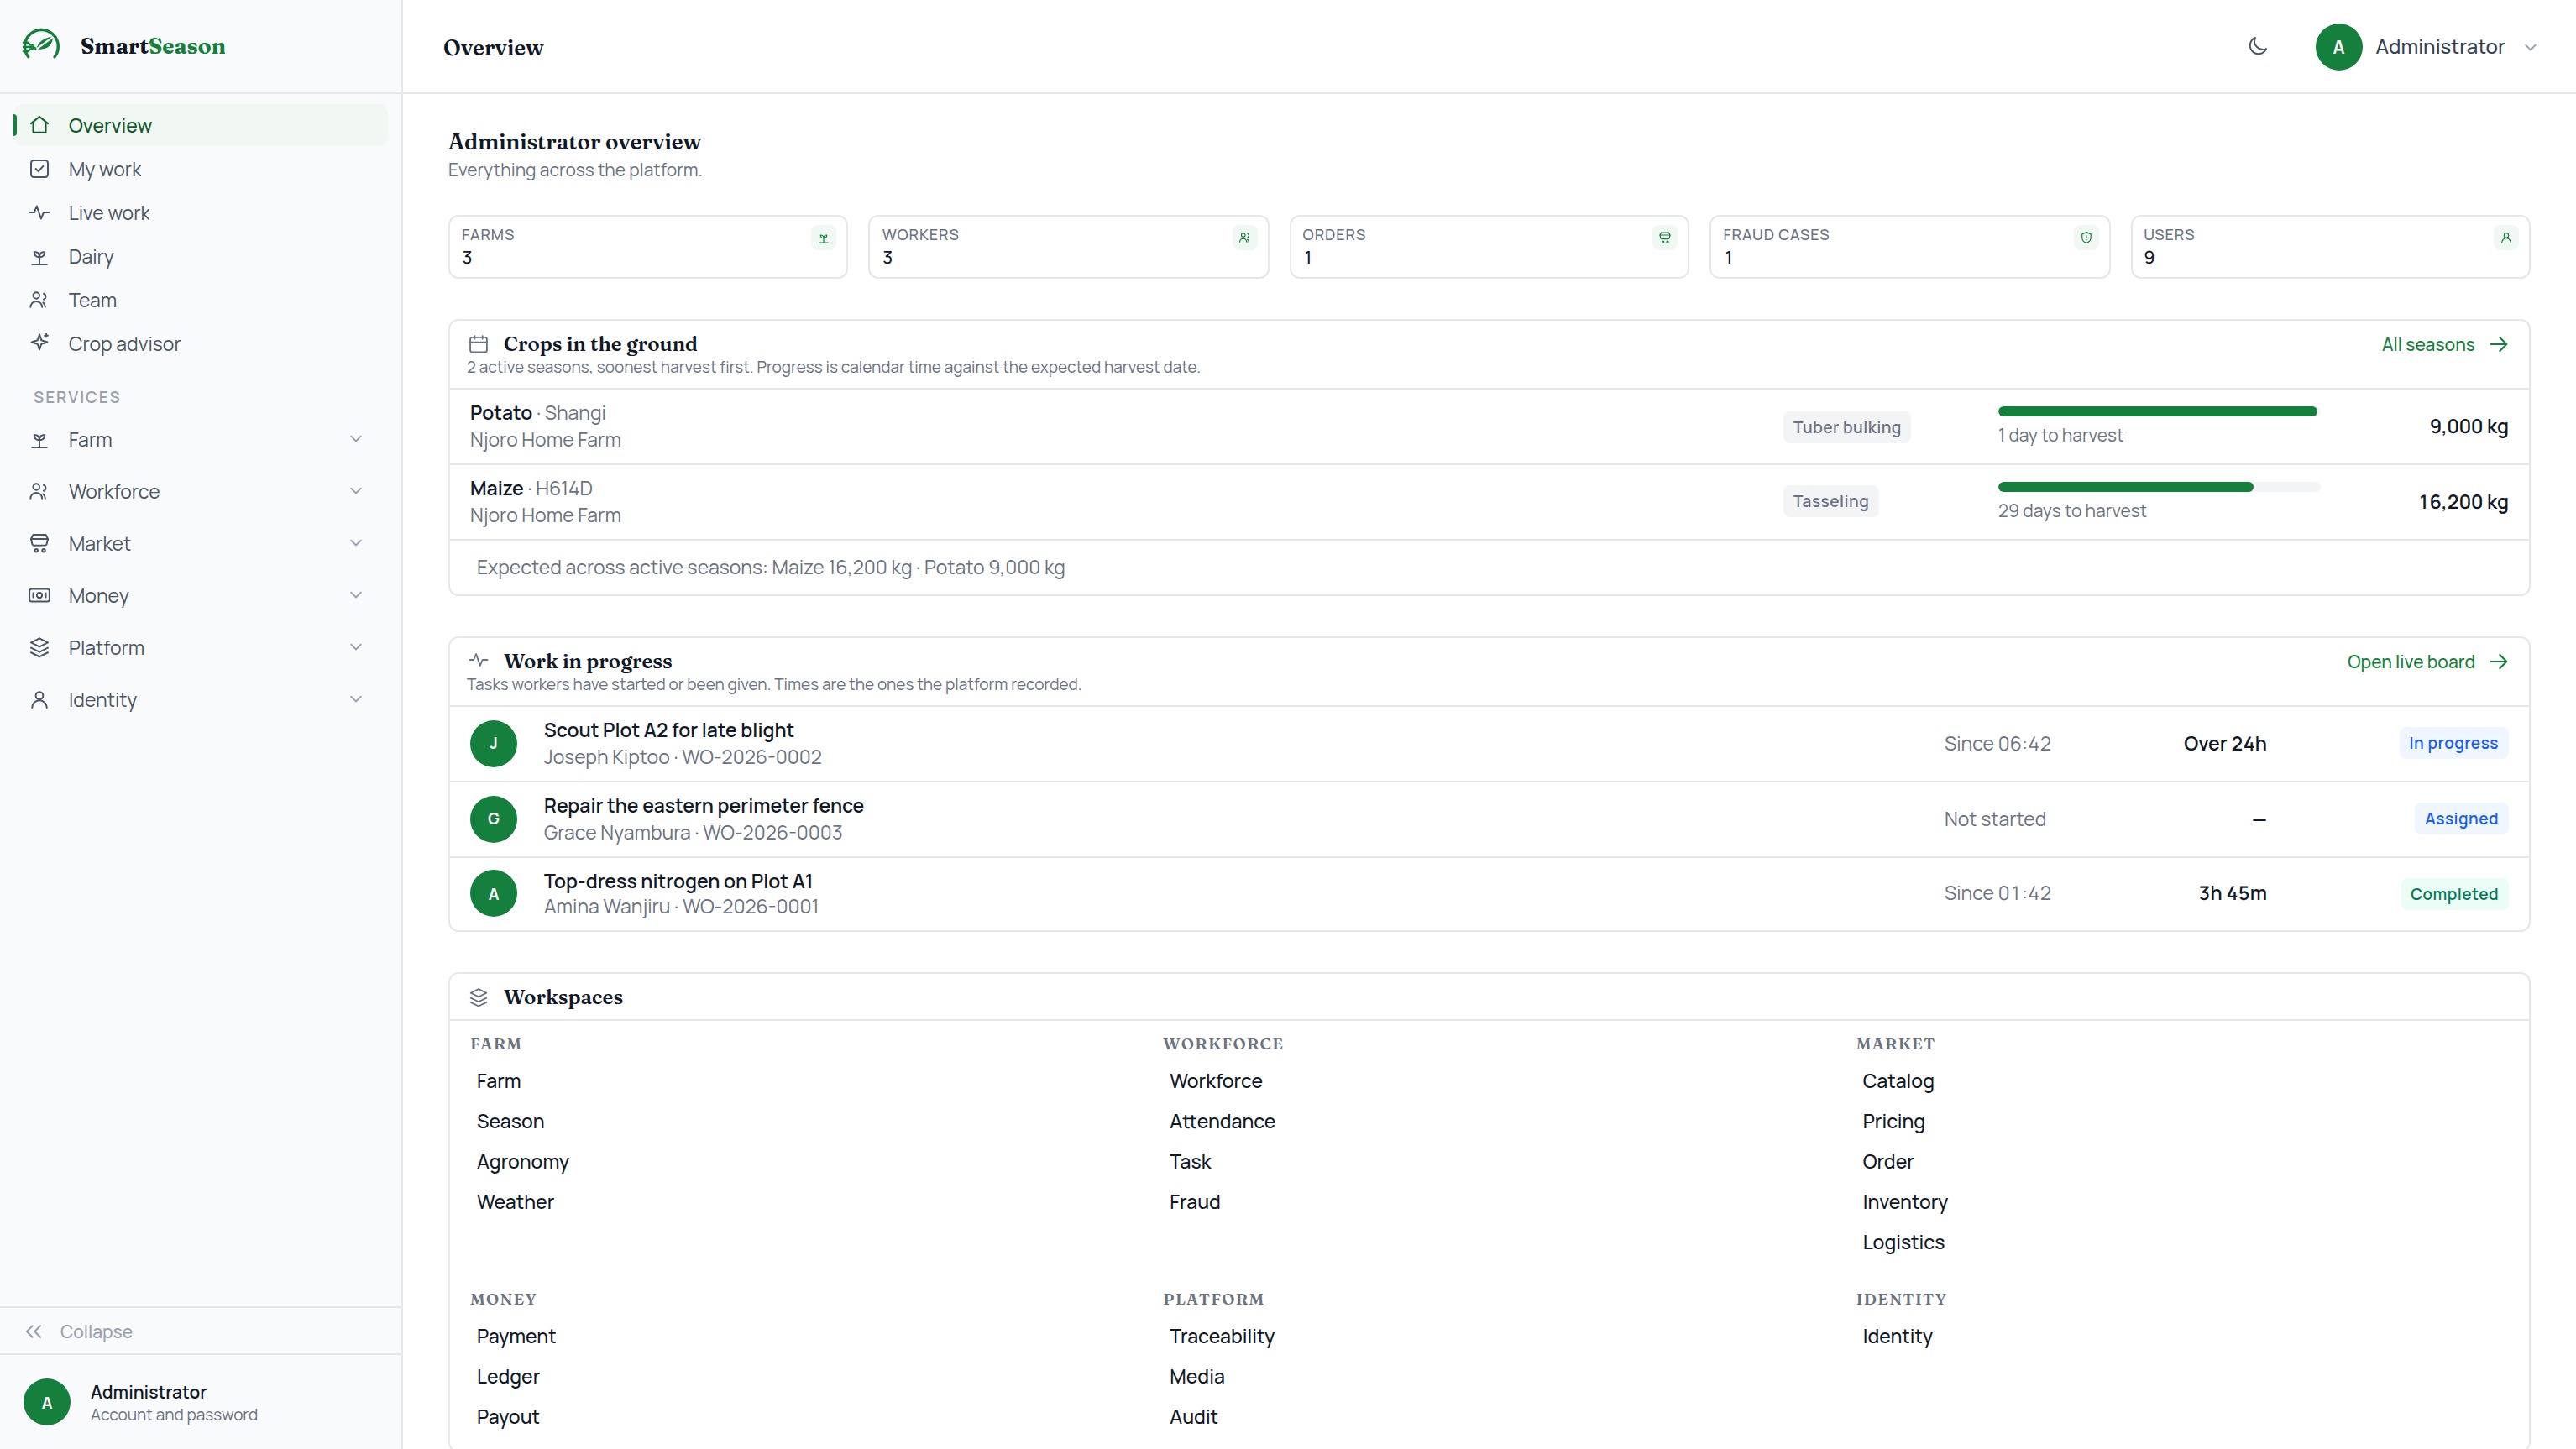 SmartSeason
Overview
A
Administrator
Overview
My work
Live work
Dairy
Team
Crop advisor
SERVICES
Farm
Workforce
Market
Money
Platform
Identity
Collapse
A
Administrator
Account and password
Administrator overview
Everything across the platform.
FARMS
3
WORKERS
3
ORDERS
1
FRAUD CASES
1
USERS
9
Crops in the ground
All seasons
2 active seasons, soonest harvest first. Progress is calendar time against the expected harvest date.
Potato · Shangi
Njoro Home Farm
Tuber bulking
1 day to harvest
9,000 kg
Maize · H614D
Njoro Home Farm
Tasseling
29 days to harvest
16,200 kg
Expected across active seasons: Maize 16,200 kg · Potato 9,000 kg
Work in progress
Open live board
Tasks workers have started or been given. Times are the ones the platform recorded.
J
Scout Plot A2 for late blight
Joseph Kiptoo · WO-2026-0002
Since 06:42
Over 24h
In progress
G
Repair the eastern perimeter fence
Grace Nyambura · WO-2026-0003
Not started
—
Assigned
A
Top-dress nitrogen on Plot A1
Amina Wanjiru · WO-2026-0001
Since 01:42
3h 45m
Completed
Workspaces
FARM
Farm
Season
Agronomy
Weather
WORKFORCE
Workforce
Attendance
Task
Fraud
MARKET
Catalog
Pricing
Order
Inventory
Logistics
MONEY
Payment
Ledger
Payout
PLATFORM
Traceability
Media
Audit
IDENTITY
Identity